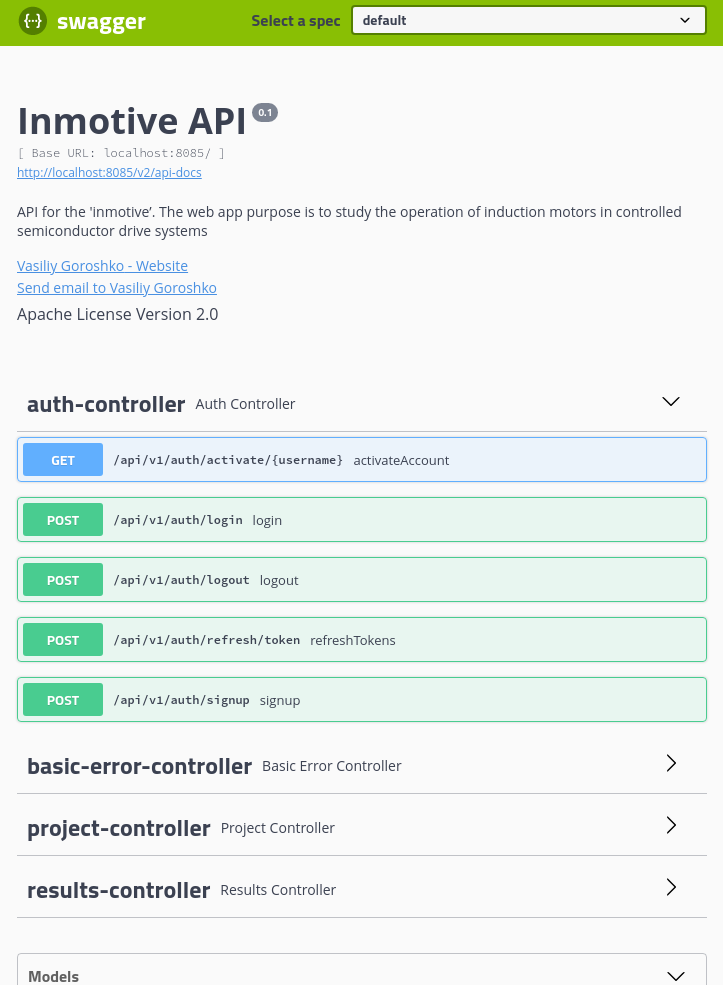 {··} swagger Select a spec default
Inmotive API 0.1
[ Base URL: localhost:8085/ ]
http://localhost:8085/v2/api-docs
API for the 'inmotive’. The web app purpose is to study the operation of induction motors in controlled
semiconductor drive systems
Vasiliy Goroshko - Website
Send email to Vasiliy Goroshko
Apache License Version 2.0
auth-controller Auth Controller
GET /api/v1/auth/activate/{username} activateAccount
POST /api/v1/auth/login login
POST /api/v1/auth/logout logout
POST /api/v1/auth/refresh/token refreshTokens
POST /api/v1/auth/signup signup
basic-error-controller Basic Error Controller
project-controller Project Controller
results-controller Results Controller
Models